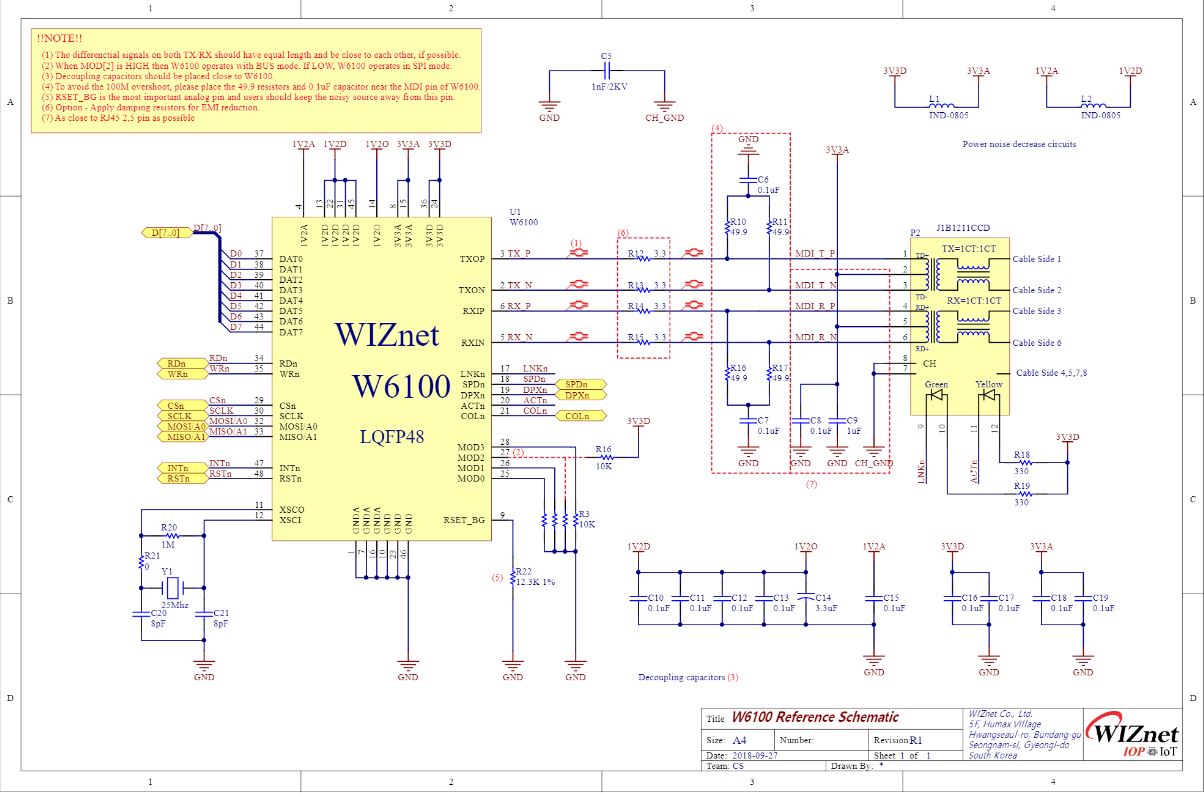 1 2 3 4
!!NOTE!!
(1) The differenctial signals on both TX/RX should have equal length and be close to each other, if possible.
(2) When MOD[2] is HIGH then W6100 operates with BUS mode. If LOW, W6100 operates in SPI mode.
(3) Decoupling capacitors should be placed close to W6100.
(4) To avoid the 100M overshoot, please place the 49.9 resistors and 0.1uF capacitor near the MDI pin of W6100.
(5) RSET_BG is the most important analog pin and users should keep the noisy source away from this pin.
(6) Option - Apply damping resistors for EMI reduction.
(7) As close to RJ45 2,5 pin as possible
A A
C5
1nF/2KV
GND CH_GND
3V3D 3V3A 1V2A 1V2D
L1 L2
IND-0805 IND-0805
Power noise decrease circuits
1V2A 1V2D 1V2O 3V3A 3V3D
4 13 22 31 45 14 8 15 36 24
1V2A 1V2D 1V2D 1V2D 1V2D 1V2O 3V3A 3V3A 3V3D 3V3D
U1
W6100
(4)
GND
C6
0.1uF
3V3A
R10
49.9
R11
49.9
P2
J1B1211CCD
TX=1CT:1CT
D[7..0] D[7..0]
D0 37 DAT0
D1 38 DAT1
D2 39 DAT2
D3 40 DAT3
D4 41 DAT4
D5 42 DAT5
D6 43 DAT6
D7 44 DAT7
(1) (6)
TXOP 3 TX_P R12 3.3 MDI_T_P 1 TD+ Cable Side 1
2
TXON 2 TX_N R13 3.3 MDI_T_N 3 TD- Cable Side 2
RX=1CT:1CT
RXIP 6 RX_P R14 3.3 MDI_R_P 4 RD+ Cable Side 3
5
RXIN 5 RX_N R15 3.3 MDI_R_N 6 RD+ Cable Side 6
B B
WIZnet
W6100
LQFP48
RDn RDn 34 RDn
WRn WRn 35 WRn
CSn CSn 29 CSn
SCLK SCLK 30 SCLK
MOSI/A0 MOSI/A0 32 MOSI/A0
MISO/A1 MISO/A1 33 MISO/A1
INTn INTn 47 INTn
RSTn RSTn 48 RSTn
LNKn 17 LNKn
SPDn 18 SPDn SPDn
DPXn 19 DPXn DPXn
ACTn 20 ACTn
COLn 21 COLn COLn
R16
49.9
R17
49.9
8 CH
7
Cable Side 4,5,7,8
Green Yellow
9 10 11 12
LNKn ACTn
C7
0.1uF
C8
0.1uF
C9
1uF
GND GND GND CH_GND
(7)
3V3D
R18
330
R19
330
MOD3 28
MOD2 27 (2)
MOD1 26
MOD0 25
R16
10K
3V3D
C C
XSCO 11
XSCI 12
R20
1M
R21
0
Y1
25Mhz
C20
8pF
C21
8pF
GND
GNDA GNDA GNDA GND GND GND
1 7 16 10 23 46
GND
RSET_BG 9
R3
10K
(5)
R22
12.3K 1%
GND GND
1V2D 1V2O 1V2A 3V3D 3V3A
C10
0.1uF
C11
0.1uF
C12
0.1uF
C13
0.1uF
C14
3.3uF
C15
0.1uF
C16
0.1uF
C17
0.1uF
C18
0.1uF
C19
0.1uF
GND GND GND
Decoupling capacitors (3)
D D
Title W6100 Reference Schematic
Size: A4 Number: Revision: R1
Date: 2018-09-27 Sheet 1 of 1
Team: CS Drawn By: *
WIZnet Co., Ltd.
5F, Humax Village
Hwangseaul-ro, Bundang-gu
Seongnam-si, Gyeongi-do
South Korea
WIZnet
IOP IoT
1 2 3 4